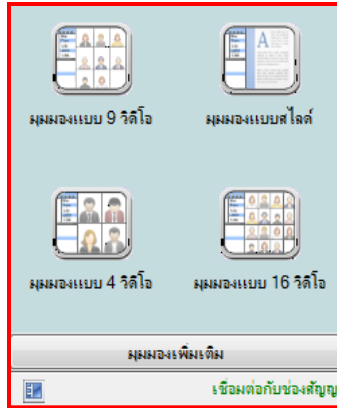 มุมมองแบบ 9 วิดีโอ
มุมมองแบบสไลด์
มุมมองแบบ 4 วิดีโอ
มุมมองแบบ 16 วิดีโอ
มุมมองเพิ่มเติม
เชื่อมต่อกับช่องสัญญ